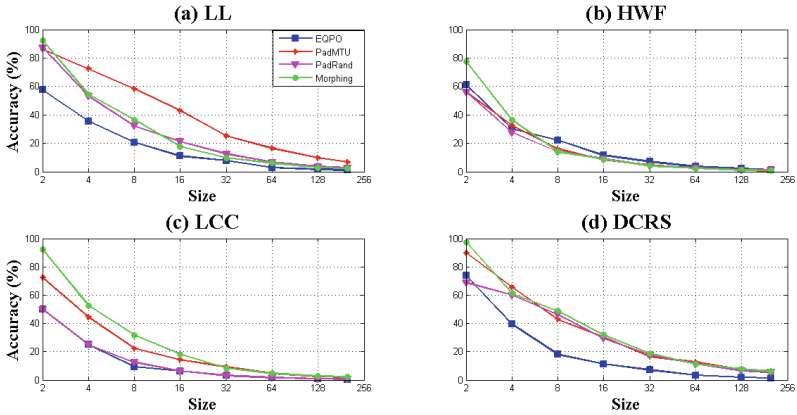 (a) LL
(b) HWF
Accuracy (%)
100
80
60
40
20
0
EQPO
PadMTU
PadRand
Morphing
2 4 8 16 32 64 128 256
Size
100
80
60
40
20
0
2 4 8 16 32 64 128 256
Size
(c) LCC
(d) DCRS
Accuracy (%)
100
80
60
40
20
0
2 4 8 16 32 64 128 256
Size
100
80
60
40
20
0
2 4 8 16 32 64 128 256
Size